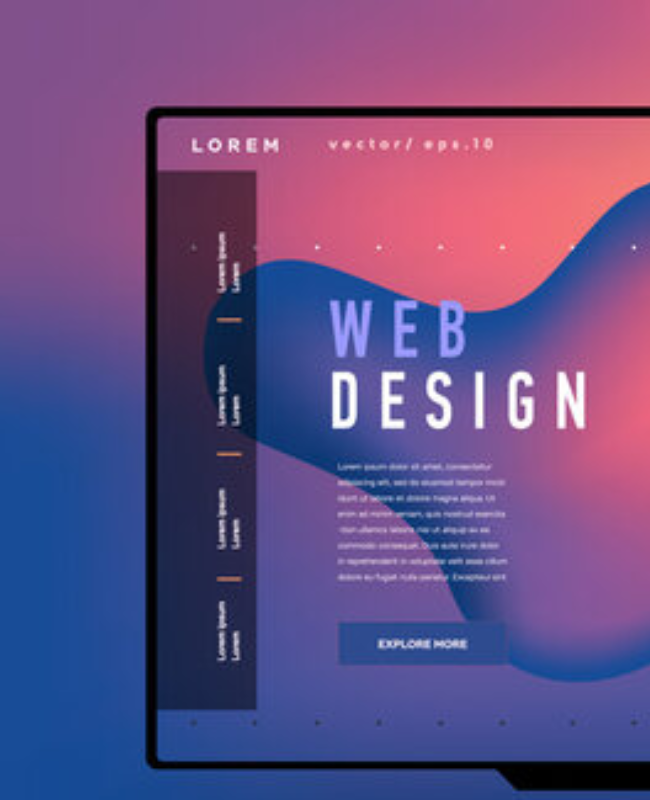 LOREM
vector/ eps.10
Lorem ipsum
Lorem
Lorem ipsum
Lorem
Lorem ipsum
Lorem
Lorem ipsum
Lorem
WEB
DESIGN
Lorem ipsum dolor sit amet, consectetur
adipiscing elit, sed do eiusmod tempor incid
idunt ut labore et dolore magna aliqua. Ut
enim ad minim veniam, quis nostrud exercita
-tion ullamco laboris nisi ut aliquip ex ea
commodo consequat. Duis aute irure dolor
in reprehenderit in voluptate velit esse cillum
dolore eu fugiat nulla pariatur. Excepteur sint
EXPLORE MORE